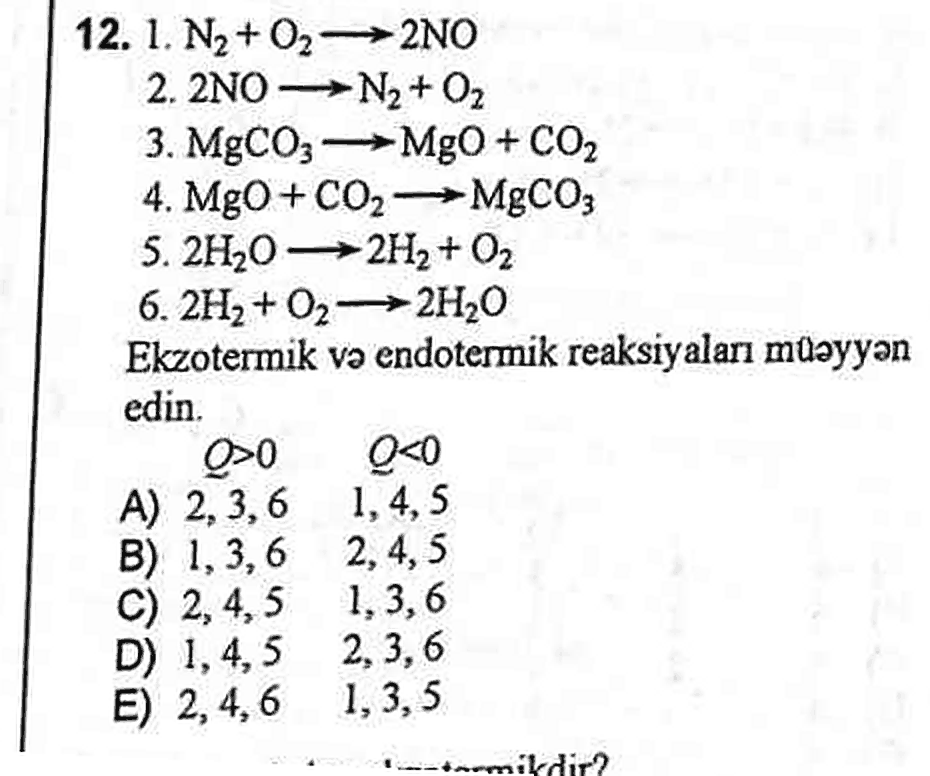 12. 1. N₂ + O₂ ⟶ 2NO
2. 2NO ⟶ N₂ + O₂
3. MgCO₃ ⟶ MgO + CO₂
4. MgO + CO₂ ⟶ MgCO₃
5. 2H₂O ⟶ 2H₂ + O₂
6. 2H₂ + O₂ ⟶ 2H₂O
Ekzotermik və endotermik reaksiyaları müəyyən
edin.
Q>0 Q<0
A) 2, 3, 6 1, 4, 5
B) 1, 3, 6 2, 4, 5
C) 2, 4, 5 1, 3, 6
D) 1, 4, 5 2, 3, 6
E) 2, 4, 6 1, 3, 5